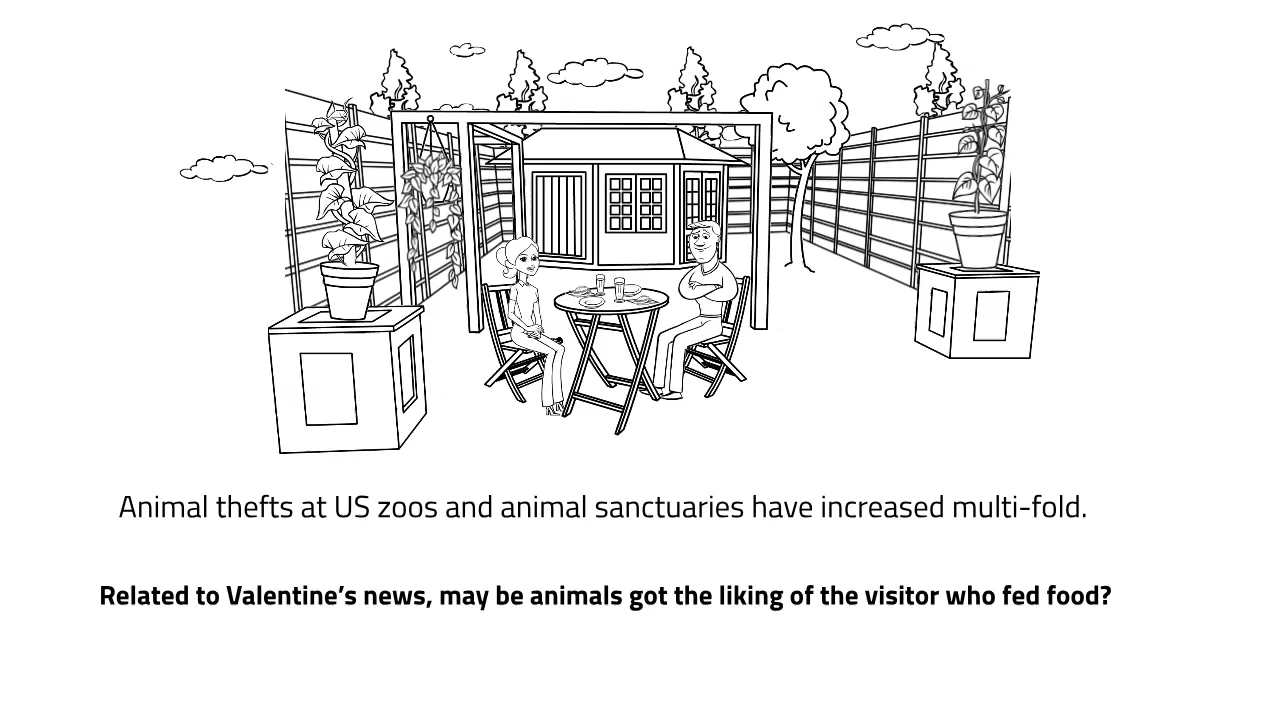 Animal thefts at US zoos and animal sanctuaries have increased multi-fold.
Related to Valentine’s news, may be animals got the liking of the visitor who fed food?